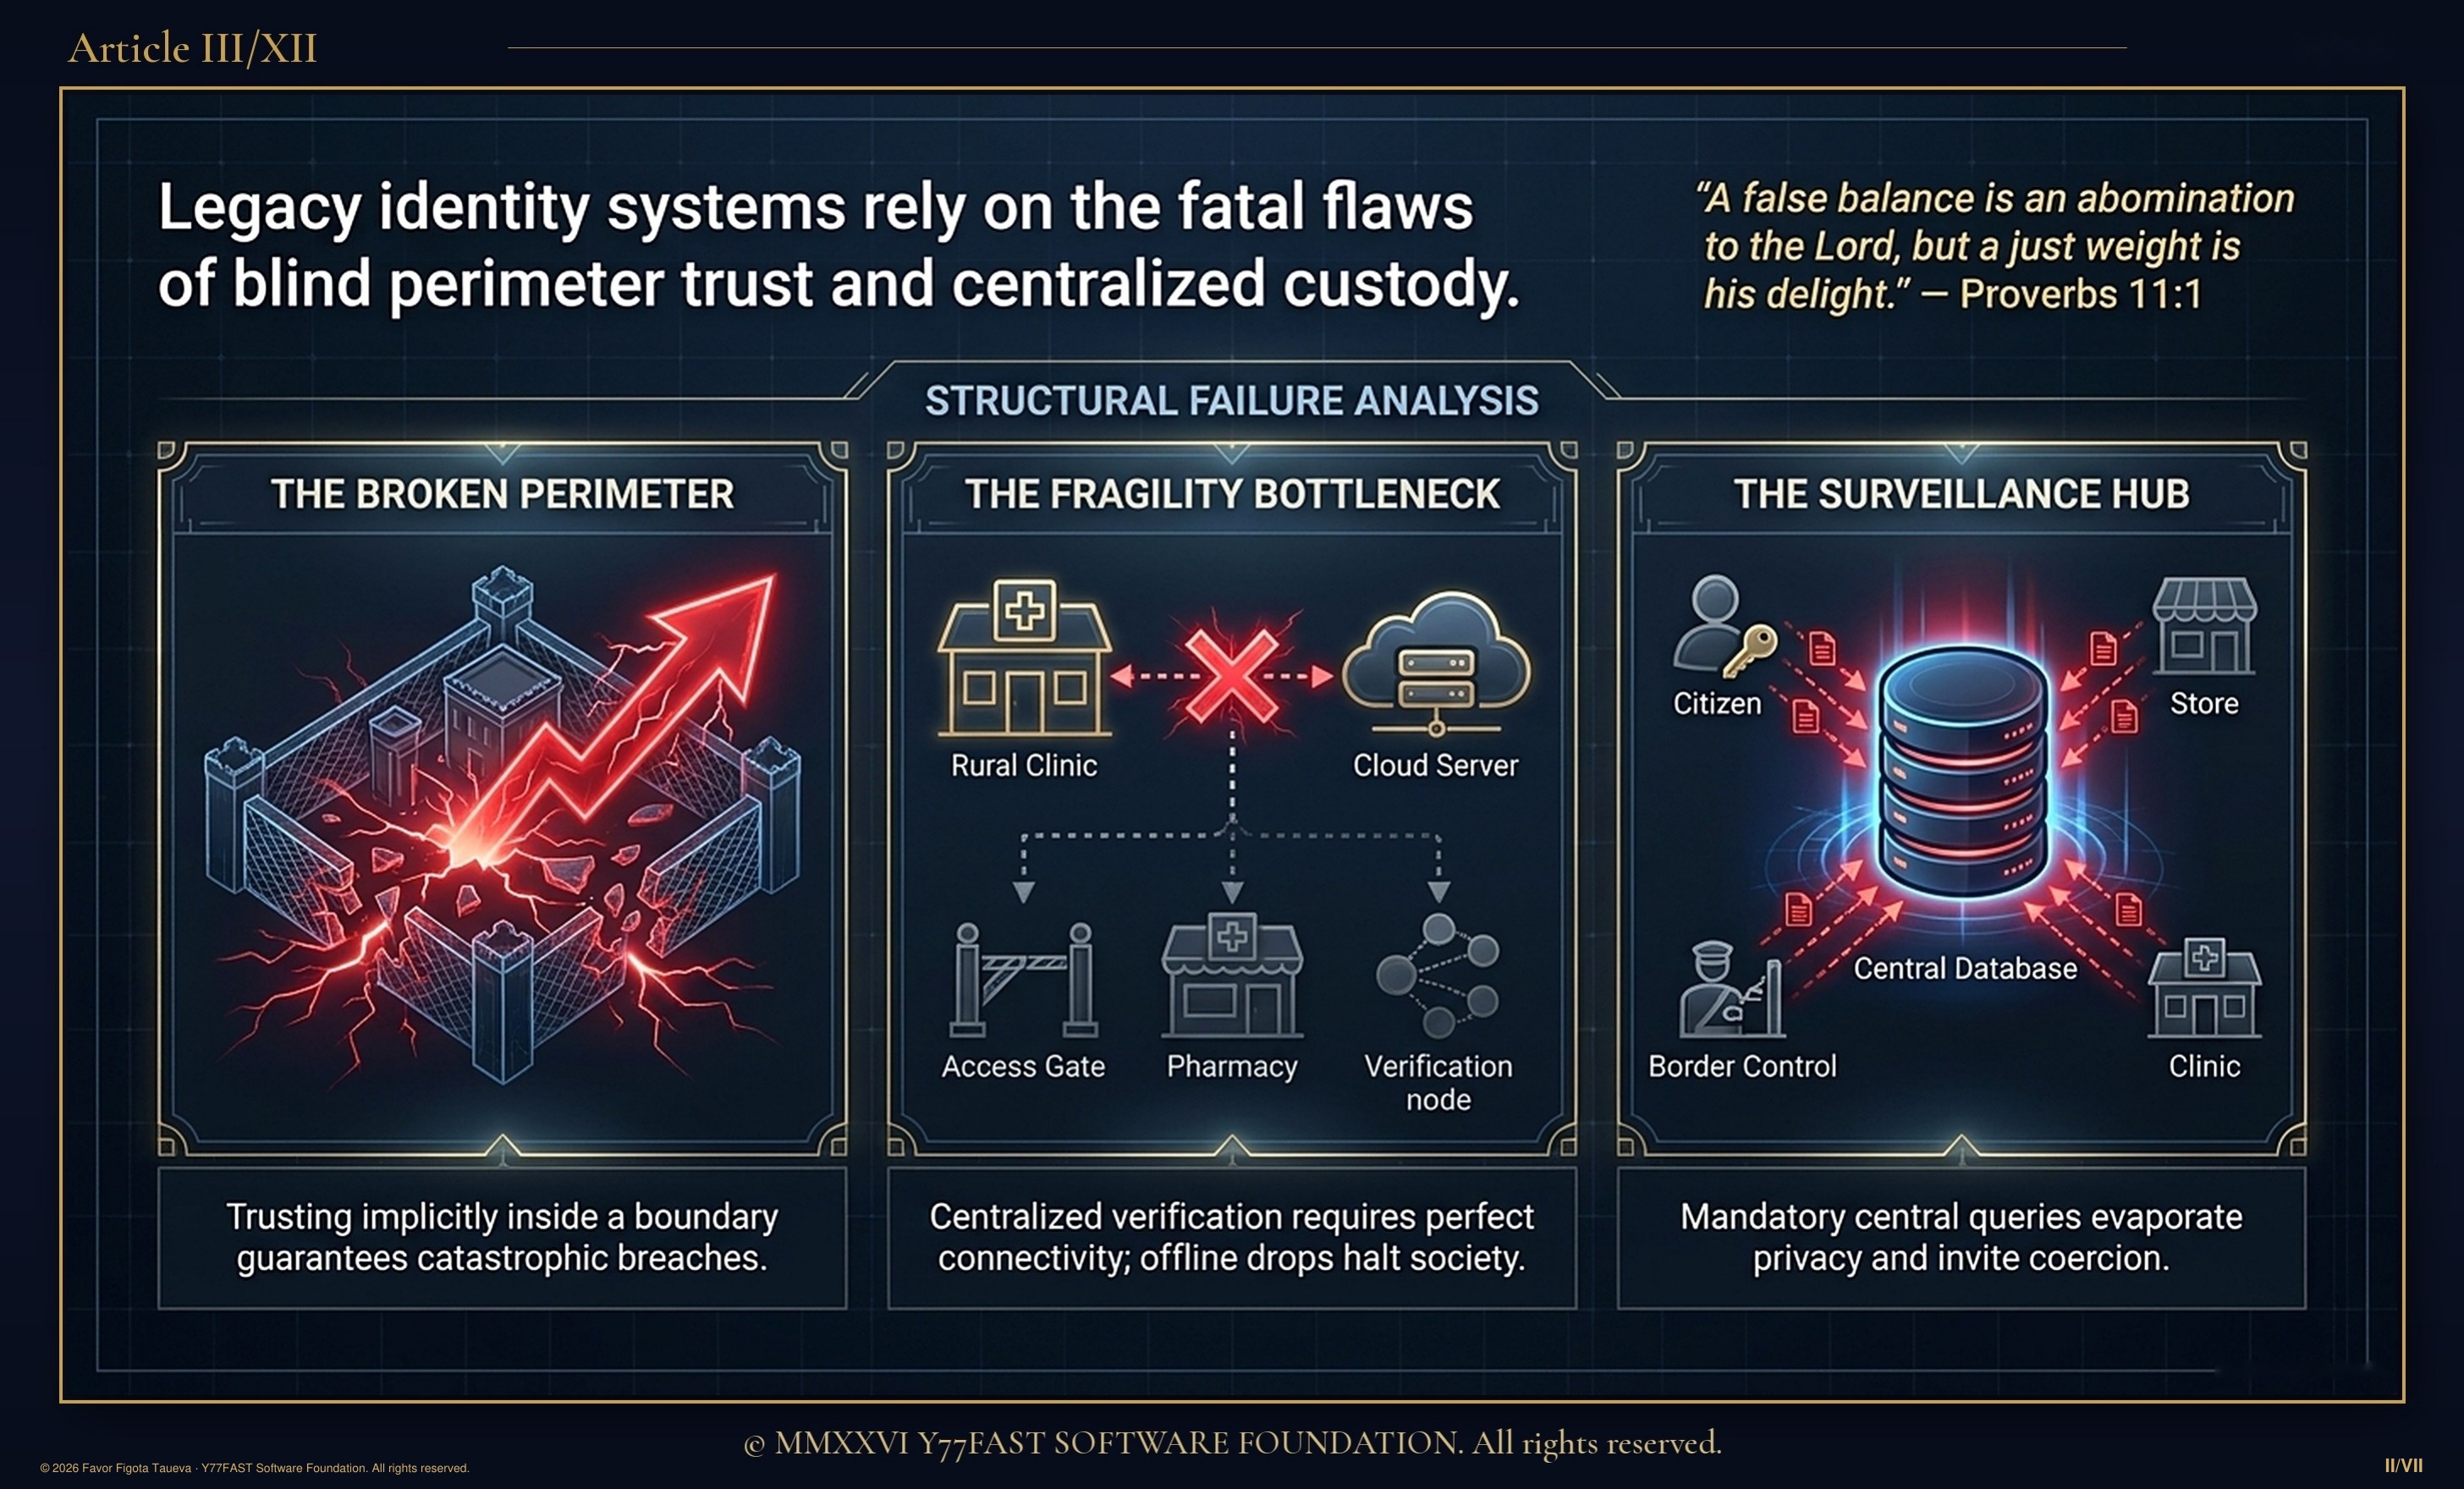 Article III/XII
Legacy identity systems rely on the fatal flaws
of blind perimeter trust and centralized custody.
“A false balance is an abomination
to the Lord, but a just weight is
his delight.” – Proverbs 11:1
STRUCTURAL FAILURE ANALYSIS
THE BROKEN PERIMETER
Trusting implicitly inside a boundary
guarantees catastrophic breaches.
THE FRAGILITY BOTTLENECK
Rural Clinic
Cloud Server
Access Gate
Pharmacy
Verification
node
Centralized verification requires perfect
connectivity; offline drops halt society.
THE SURVEILLANCE HUB
Citizen
Store
Central Database
Border Control
Clinic
Mandatory central queries evaporate
privacy and invite coercion.
© MMXXVI Y77FAST SOFTWARE FOUNDATION. All rights reserved.
© 2026 Favor Figota Taueva · Y77FAST Software Foundation. All rights reserved.
II/VII